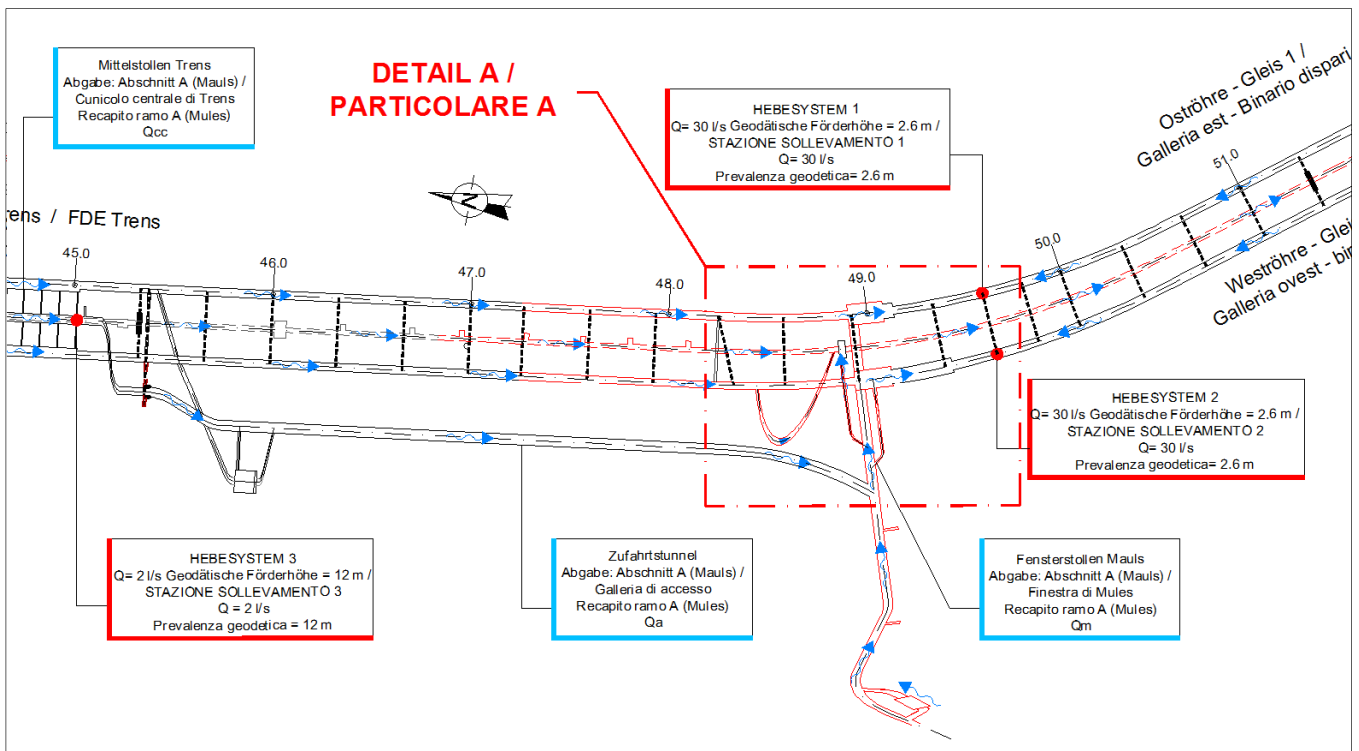 Mittelstollen Trens
Abgabe: Abschnitt A (Mauls) /
Cunicolo centrale di Trens
Recapito ramo A (Mules)
Qcc
DETAIL A /
PARTICOLARE A
HEBESYSTEM 1
Q= 30 l/s Geodätische Förderhöhe = 2.6 m /
STAZIONE SOLLEVAMENTO 1
Q= 30 l/s
Prevalenza geodetica= 2.6 m
Oströhre - Gleis 1 /
Galleria est - Binario dispari
51.0
N
/ FDE Trens
45.0
46.0
47.0
48.0
49.0
50.0
Weströhre -
Galleria ovest -
HEBESYSTEM 2
Q= 30 l/s Geodätische Förderhöhe = 2.6 m /
STAZIONE SOLLEVAMENTO 2
Q= 30 l/s
Prevalenza geodetica= 2.6 m
HEBESYSTEM 3
Q= 2 l/s Geodätische Förderhöhe = 12 m /
STAZIONE SOLLEVAMENTO 3
Q = 2 l/s
Prevalenza geodetica = 12 m
Zufahrtstunnel
Abgabe: Abschnitt A (Mauls) /
Galleria di accesso
Recapito ramo A (Mules)
Qa
Fensterstollen Mauls
Abgabe: Abschnitt A (Mauls) /
Finestra di Mules
Recapito ramo A (Mules)
Qm